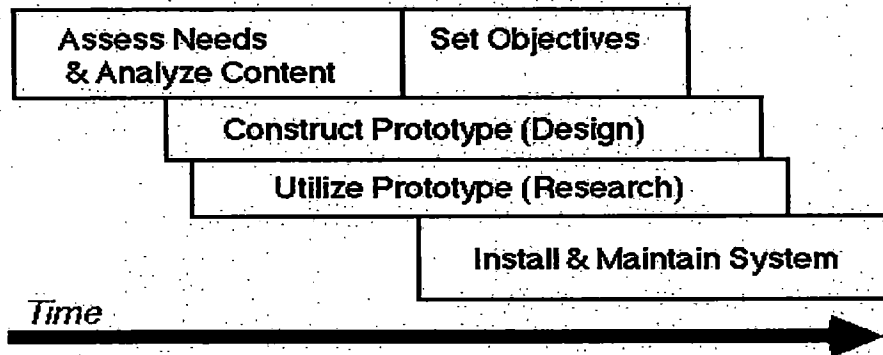 Assess Needs
& Analyze Content
Set Objectives
Construct Prototype (Design)
Utilize Prototype (Research)
Install & Maintain System
Time